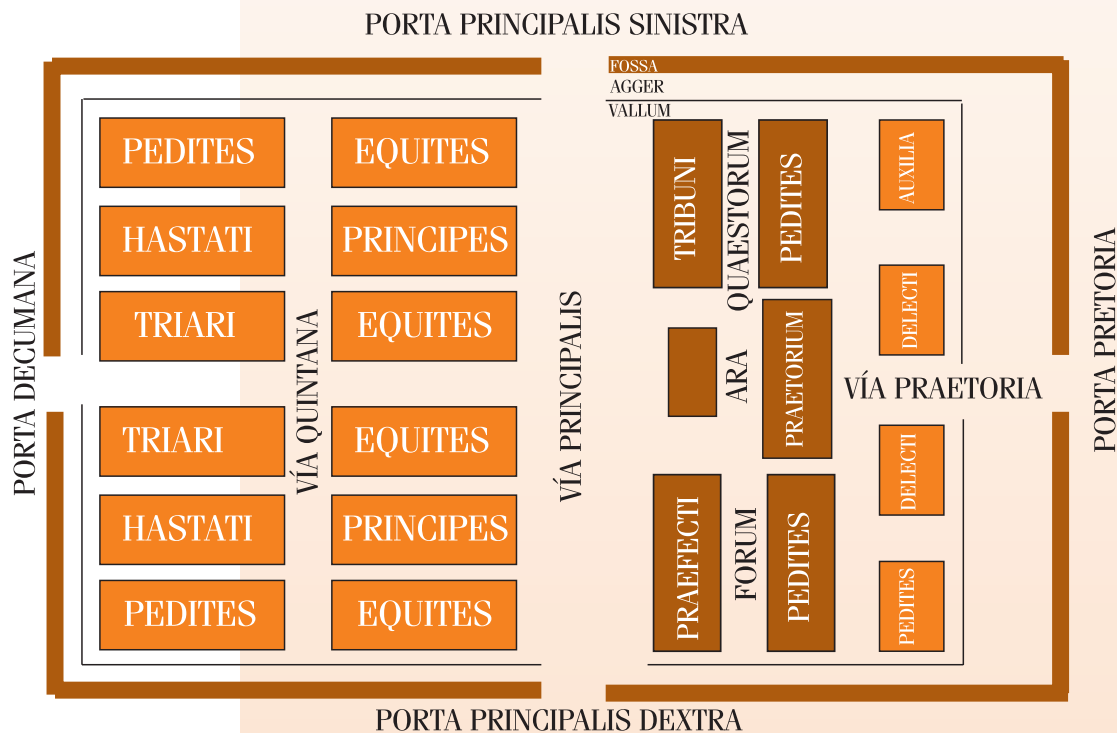 PORTA PRINCIPALIS SINISTRA
FOSSA
AGGER
VALLUM
PORTA DECUMANA
PEDITES
HASTATI
TRIARI
TRIARI
HASTATI
PEDITES
VÍA QUINTANA
EQUITES
PRINCIPES
EQUITES
EQUITES
PRINCIPES
EQUITES
VÍA PRINCIPALIS
TRIBUNI
QUAESTORUM
PEDITES
ARA
PRAETORIUM
PRAEFECTI
FORUM
PEDITES
AUXILIA
DELECTI
VÍA PRAETORIA
DELECTI
PEDITES
PORTA PRETORIA
PORTA PRINCIPALIS DEXTRA